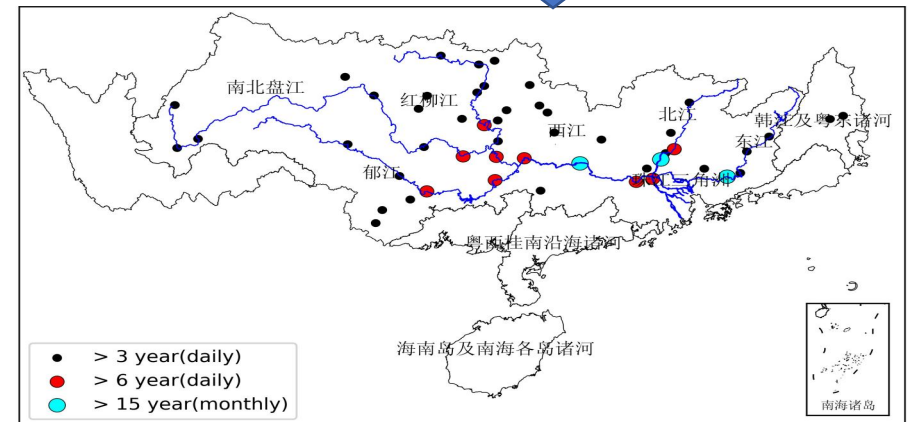 南北盘江
红柳江
西江
北江
韩江及粤东诸河
东江
郁江
珠江三角洲
粤西桂南沿海诸河
海南岛及南海各岛诸河
> 3 year(daily)
> 6 year(daily)
> 15 year(monthly)
南海诸岛